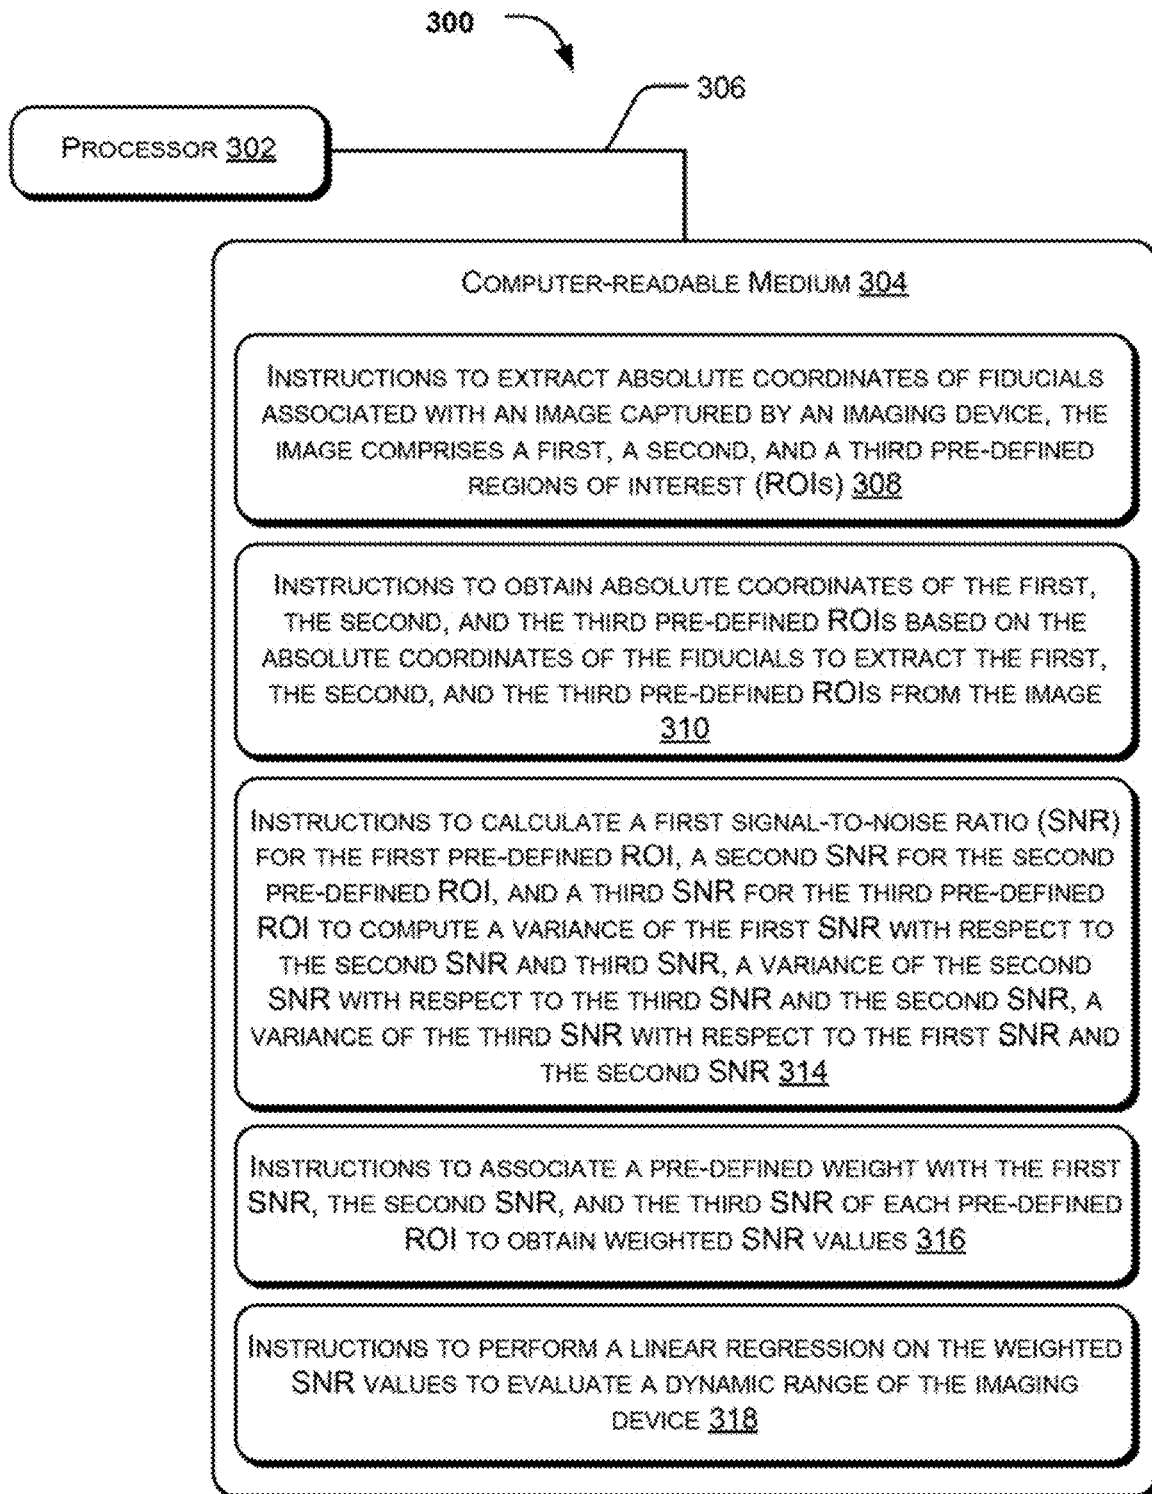 300
306
PROCESSOR 302
COMPUTER-READABLE MEDIUM 304
INSTRUCTIONS TO EXTRACT ABSOLUTE COORDINATES OF FIDUCIALS
ASSOCIATED WITH AN IMAGE CAPTURED BY AN IMAGING DEVICE, THE
IMAGE COMPRISES A FIRST, A SECOND, AND A THIRD PRE-DEFINED
REGIONS OF INTEREST (ROIS) 308
INSTRUCTIONS TO OBTAIN ABSOLUTE COORDINATES OF THE FIRST,
THE SECOND, AND THE THIRD PRE-DEFINED ROIS BASED ON THE
ABSOLUTE COORDINATES OF THE FIDUCIALS TO EXTRACT THE FIRST,
THE SECOND, AND THE THIRD PRE-DEFINED ROIS FROM THE IMAGE
310
INSTRUCTIONS TO CALCULATE A FIRST SIGNAL-TO-NOISE RATIO (SNR)
FOR THE FIRST PRE-DEFINED ROI, A SECOND SNR FOR THE SECOND
PRE-DEFINED ROI, AND A THIRD SNR FOR THE THIRD PRE-DEFINED
ROI TO COMPUTE A VARIANCE OF THE FIRST SNR WITH RESPECT TO
THE SECOND SNR AND THIRD SNR, A VARIANCE OF THE SECOND
SNR WITH RESPECT TO THE THIRD SNR AND THE SECOND SNR, A
VARIANCE OF THE THIRD SNR WITH RESPECT TO THE FIRST SNR AND
THE SECOND SNR 314
INSTRUCTIONS TO ASSOCIATE A PRE-DEFINED WEIGHT WITH THE FIRST
SNR, THE SECOND SNR, AND THE THIRD SNR OF EACH PRE-DEFINED
ROI TO OBTAIN WEIGHTED SNR VALUES 316
INSTRUCTIONS TO PERFORM A LINEAR REGRESSION ON THE WEIGHTED
SNR VALUES TO EVALUATE A DYNAMIC RANGE OF THE IMAGING
DEVICE 318